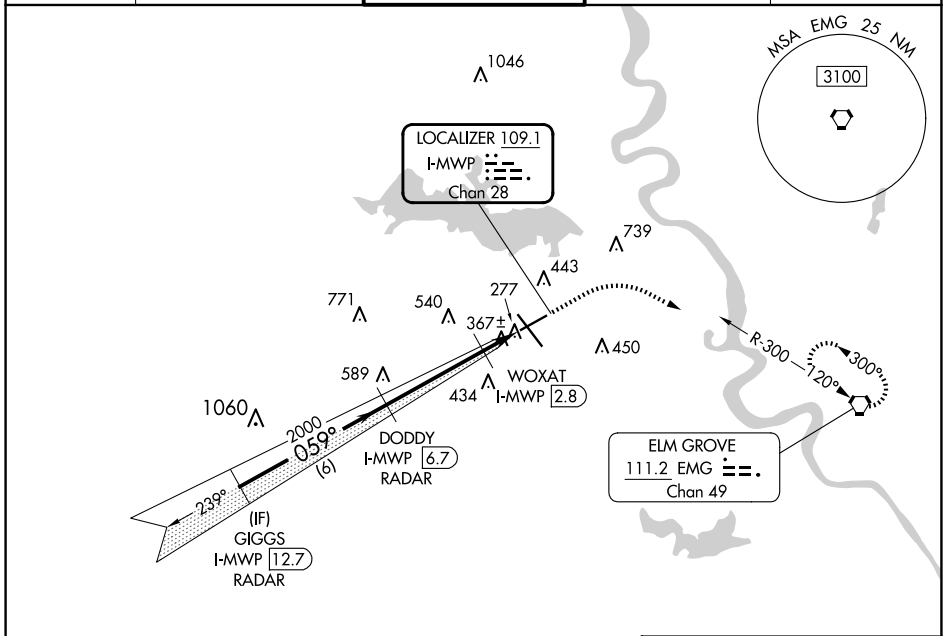 MSA EMG 25 NM
3100
1046
LOCALIZER 109.1
I-MWP
Chan 28
739
443
277
771
540
367±
450
R-300
120°
300°
589
WOXAT
I-MWP 2.8
434
1060
2000
059°
(6)
DODDY
I-MWP 6.7
RADAR
239°
(IF)
GIGGS
I-MWP 12.7
RADAR
ELM GROVE
111.2 EMG
Chan 49